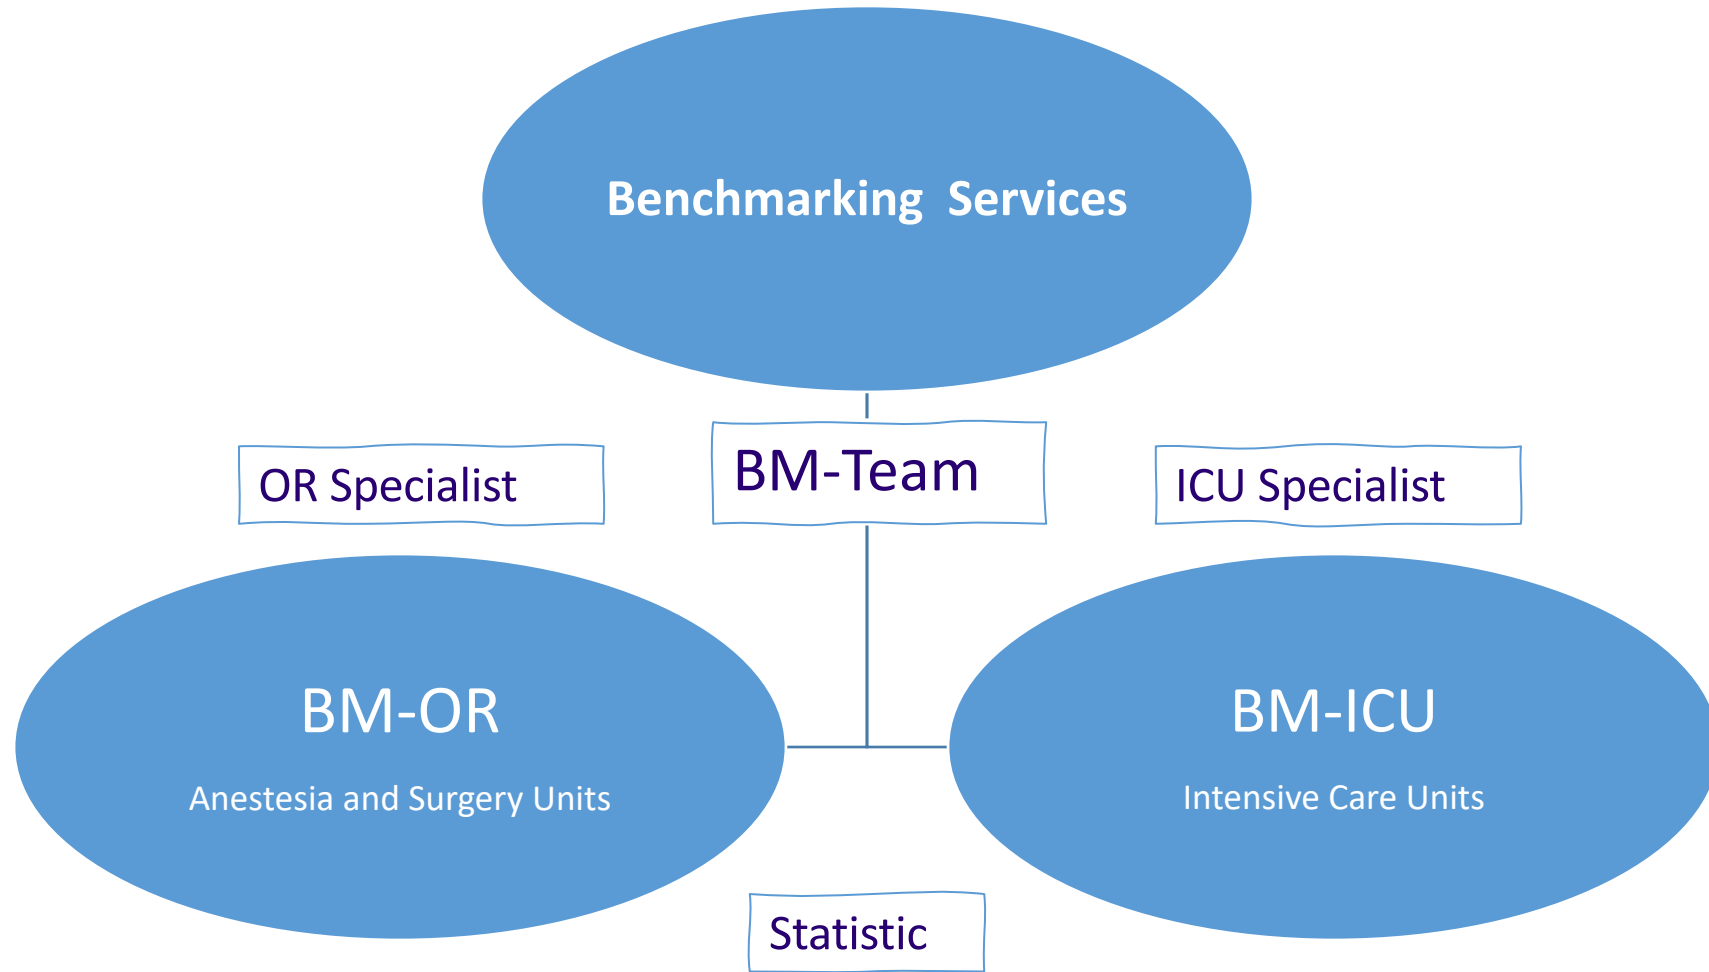 Benchmarking Services
OR Specialist
BM-Team
ICU Specialist
BM-OR
Anestesia and Surgery Units
BM-ICU
Intensive Care Units
Statistic